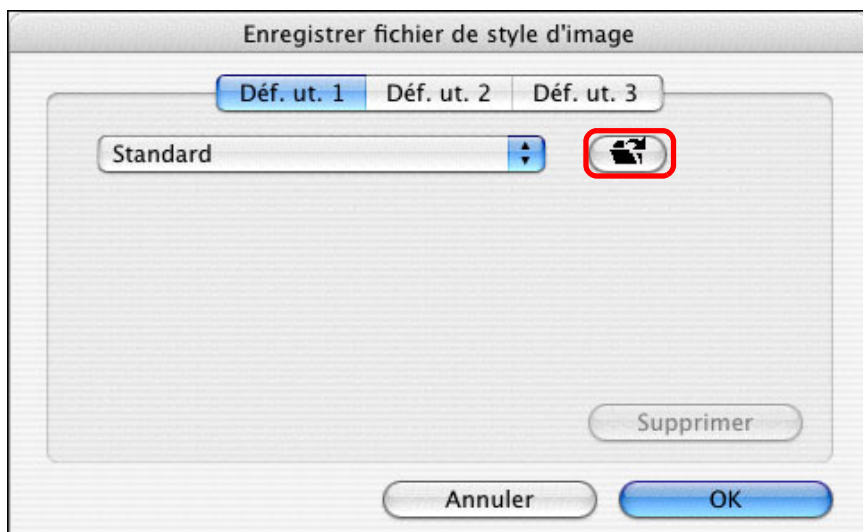 Enregistrer fichier de style d'image
Déf. ut. 1 Déf. ut. 2 Déf. ut. 3
Standard
Supprimer
Annuler OK